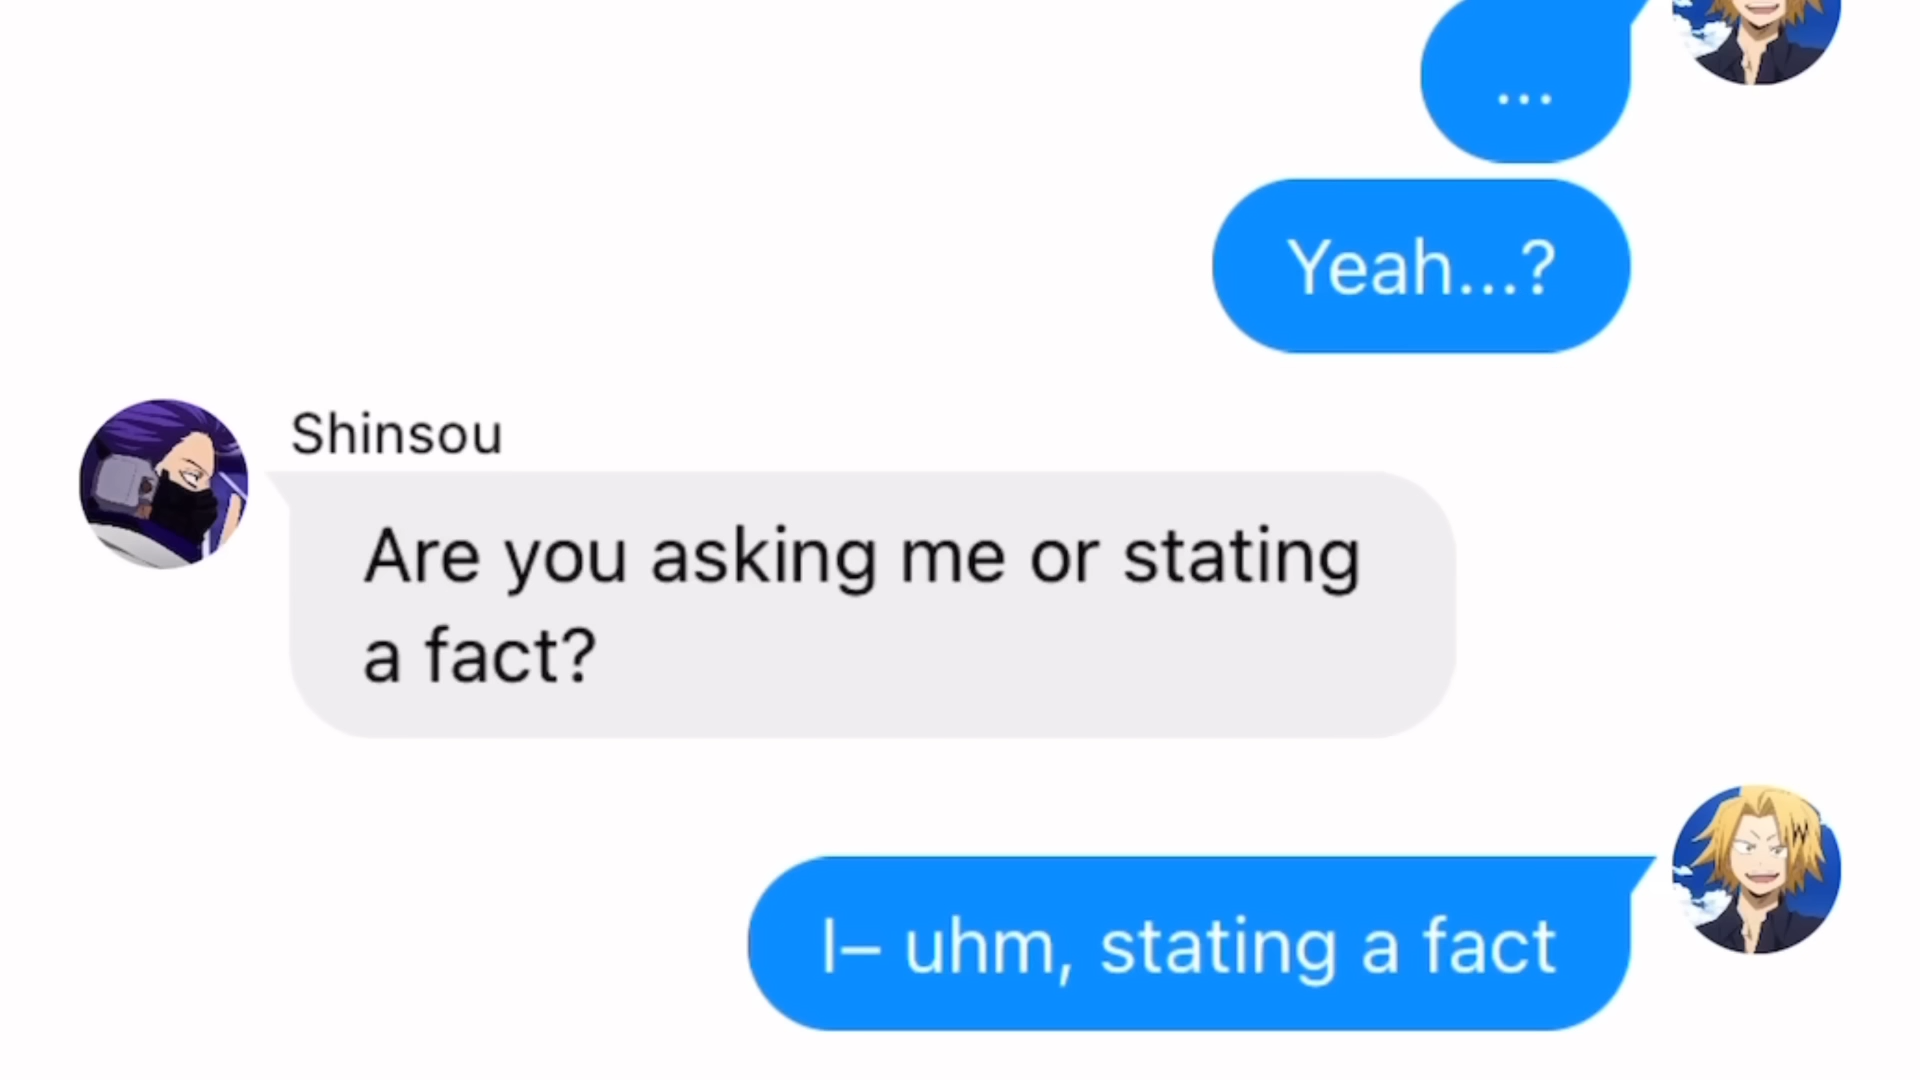 ...
Yeah...?
Shinsou
Are you asking me or stating
a fact?
I– uhm, stating a fact